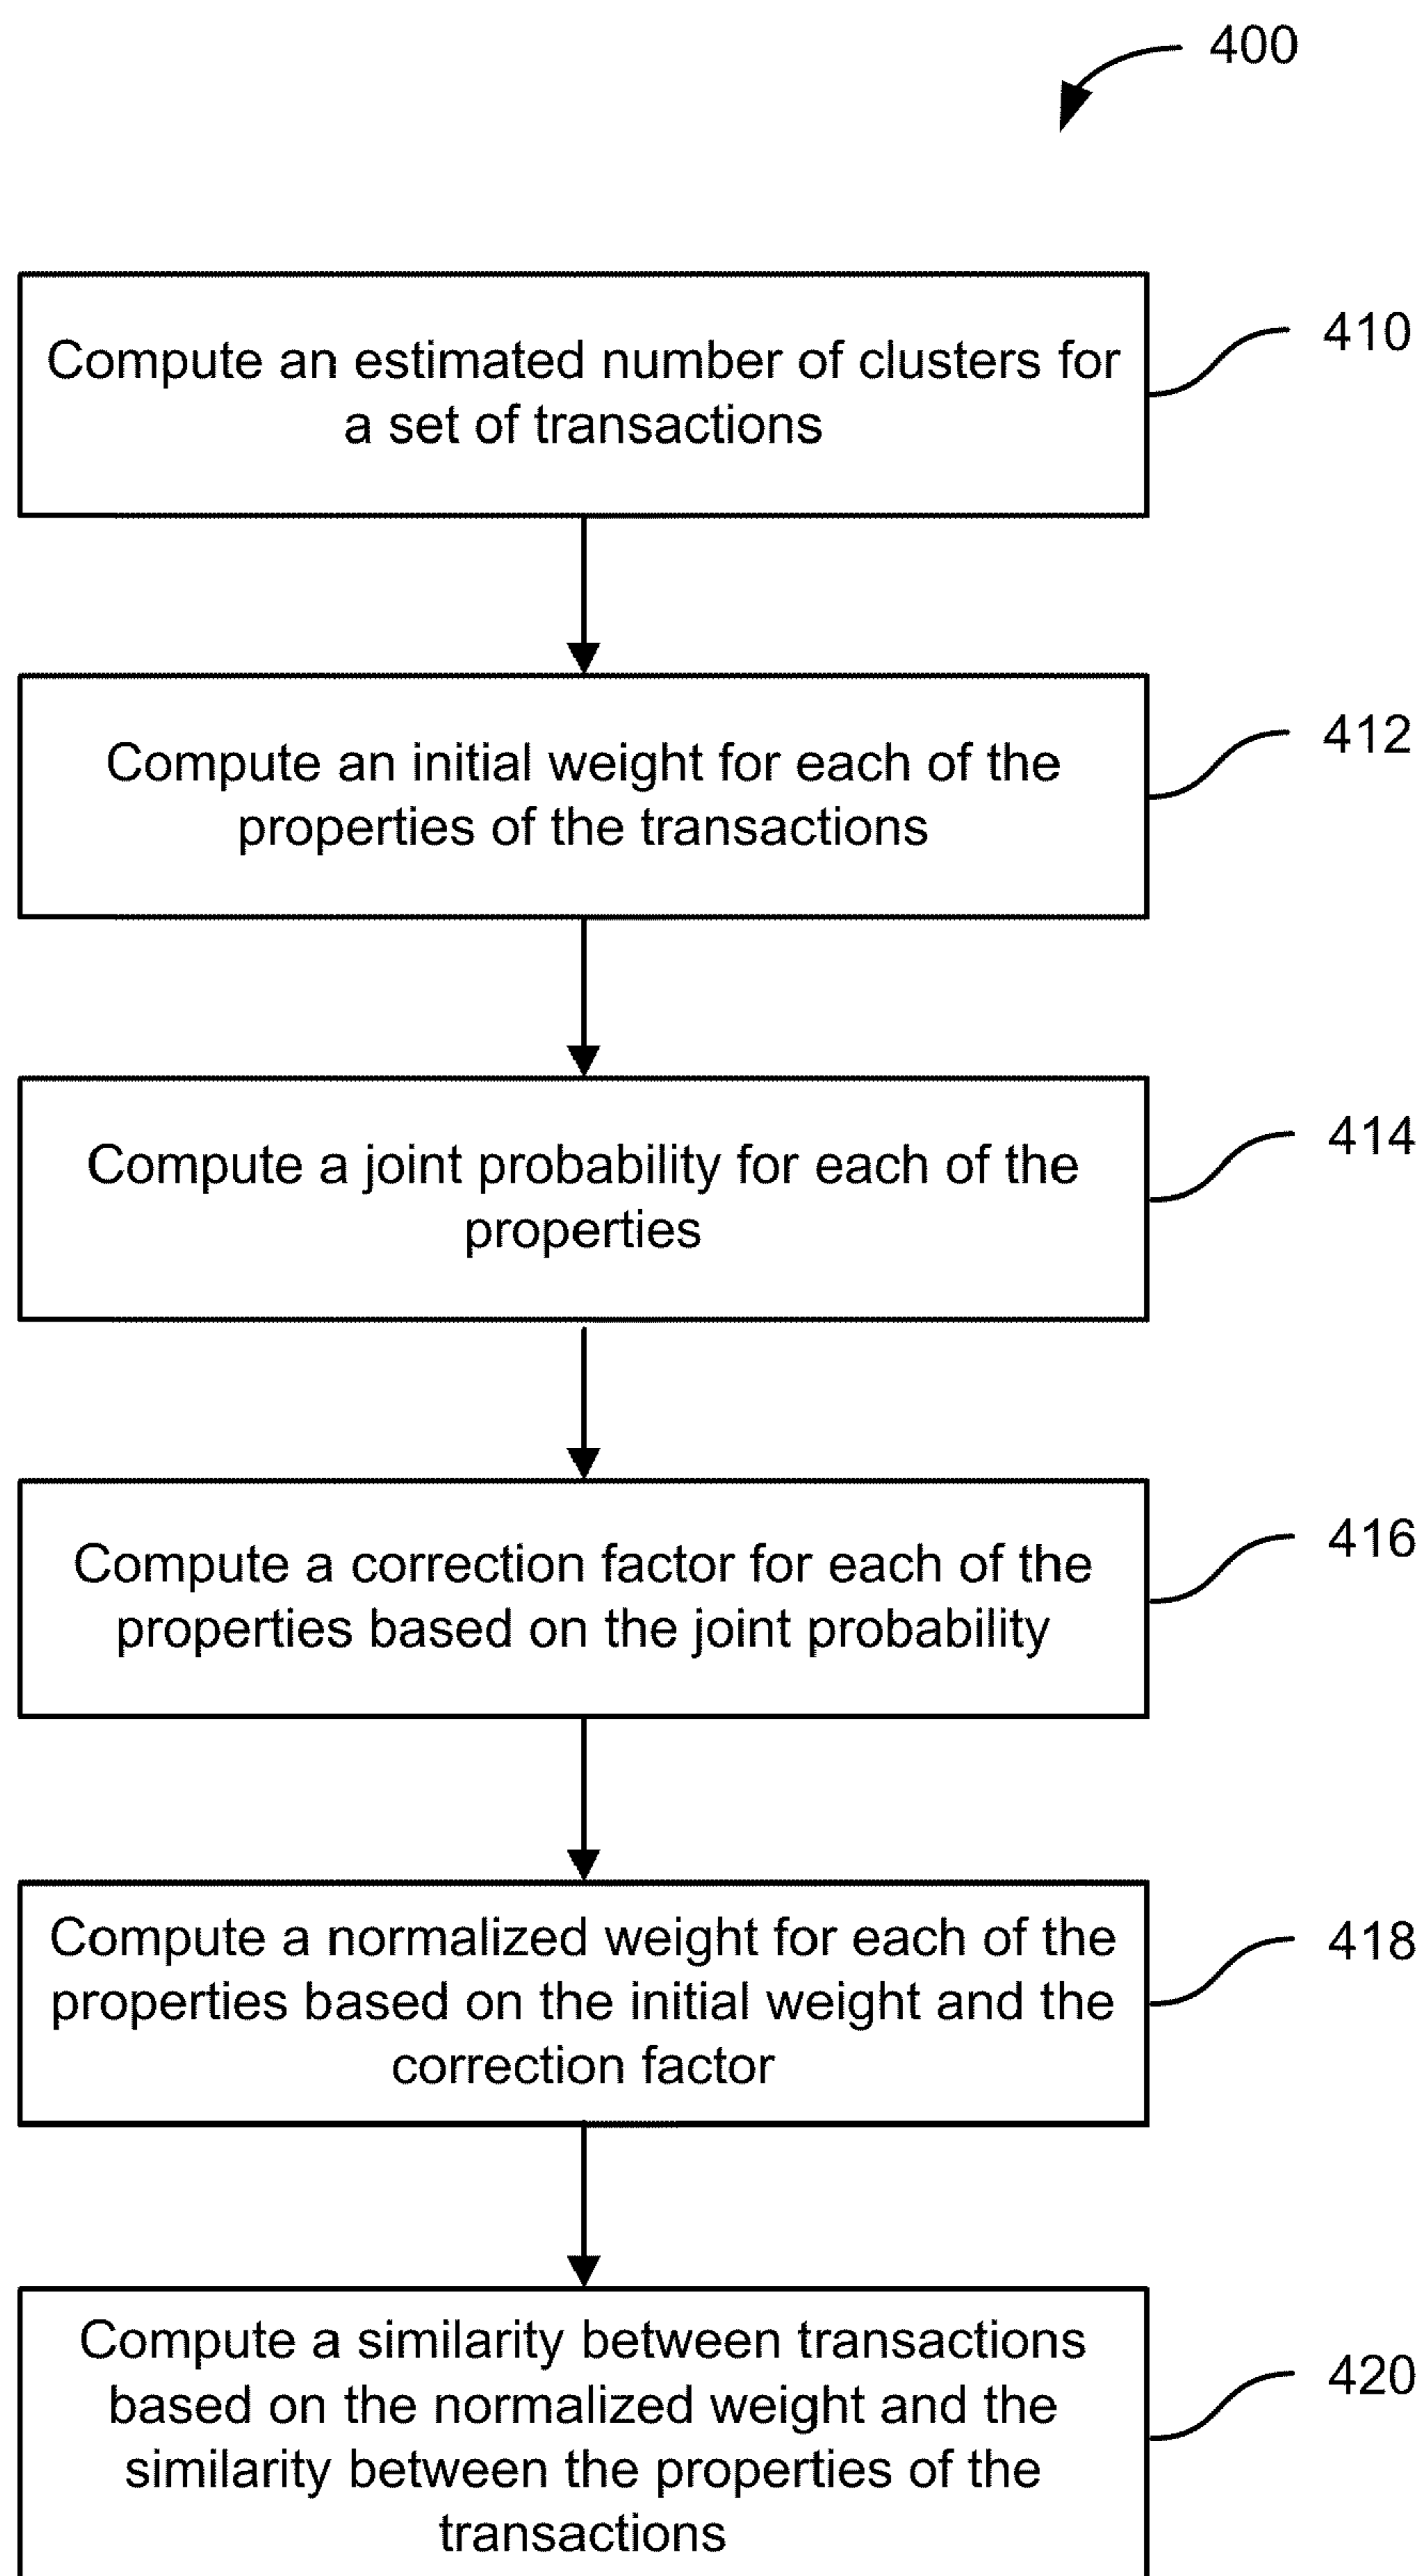 400
Compute an estimated number of clusters for
a set of transactions
410
Compute an initial weight for each of the
properties of the transactions
412
Compute a joint probability for each of the
properties
414
Compute a correction factor for each of the
properties based on the joint probability
416
Compute a normalized weight for each of the
properties based on the initial weight and the
correction factor
418
Compute a similarity between transactions
based on the normalized weight and the
similarity between the properties of the
transactions
420